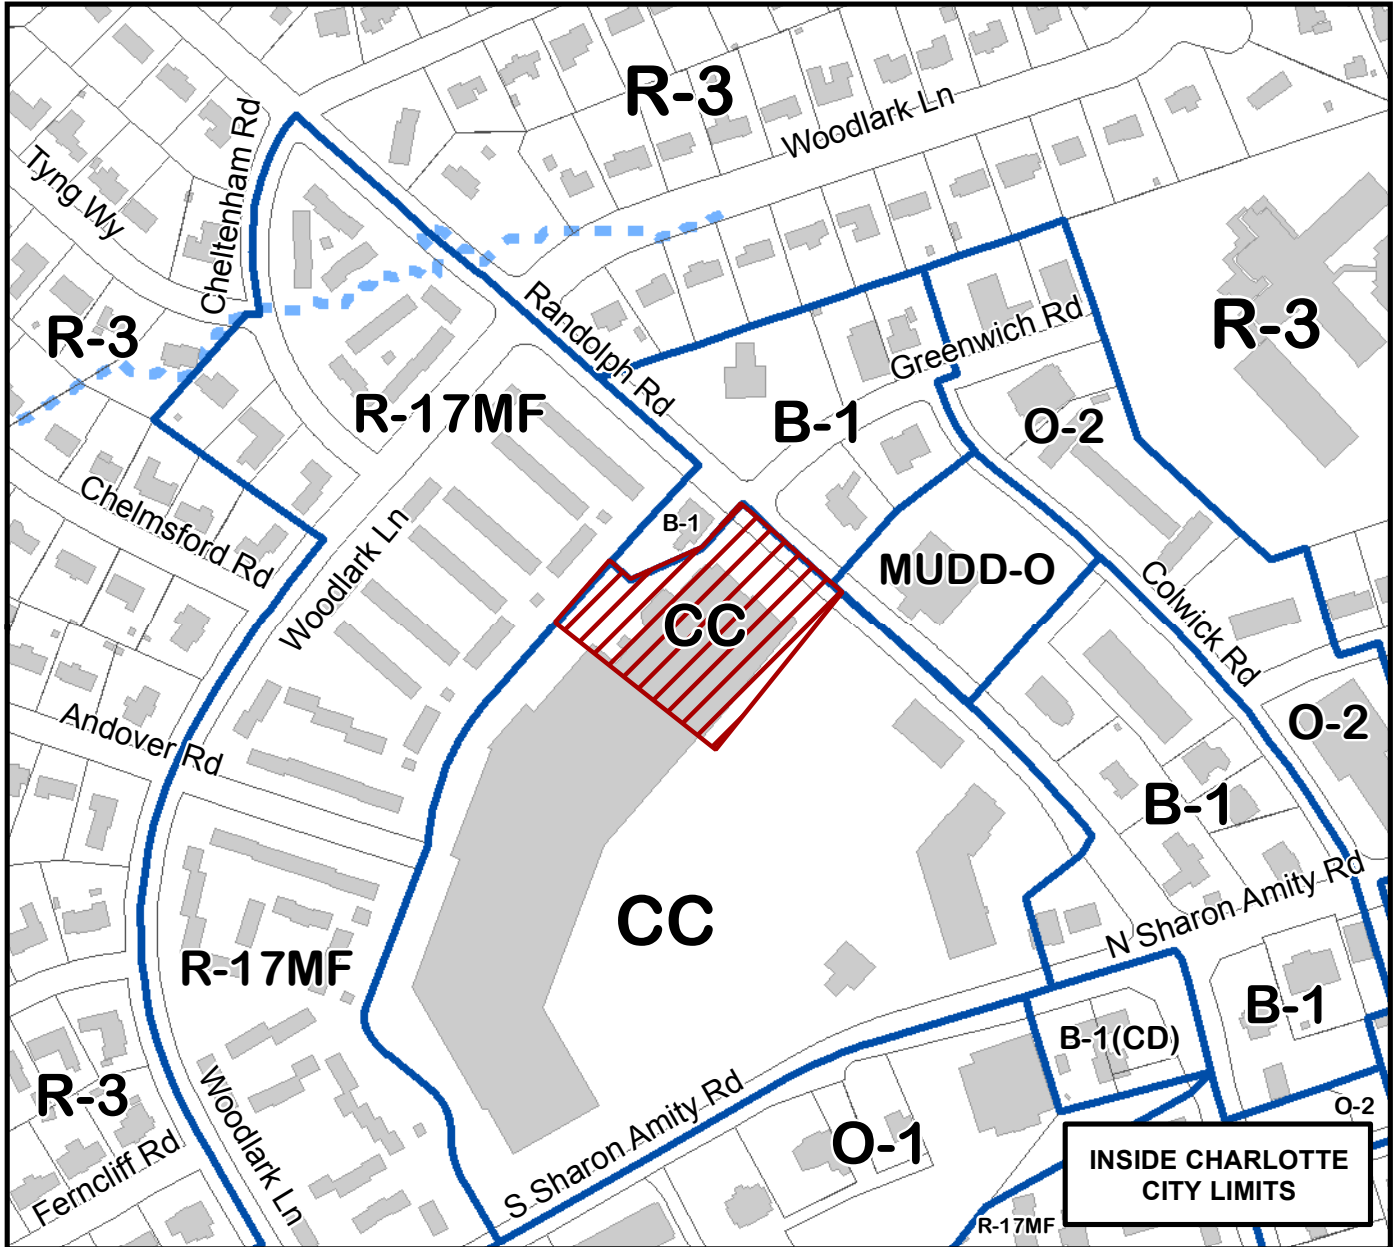 R-3
Woodlark Ln
Cheltenham Rd
Tyng Wy
R-3
Randolph Rd
Greenwich Rd
R-3
R-17MF
B-1
O-2
Chelmsford Rd
Woodlark Ln
B-1
MUDD-O
Colwick Rd
CC
Andover Rd
O-2
B-1
CC
N Sharon Amity Rd
R-17MF
B-1
B-1(CD)
R-3
Woodlark Ln
S Sharon Amity Rd
O-1
O-2
Ferncliff Rd
INSIDE CHARLOTTE
CITY LIMITS
R-17MF